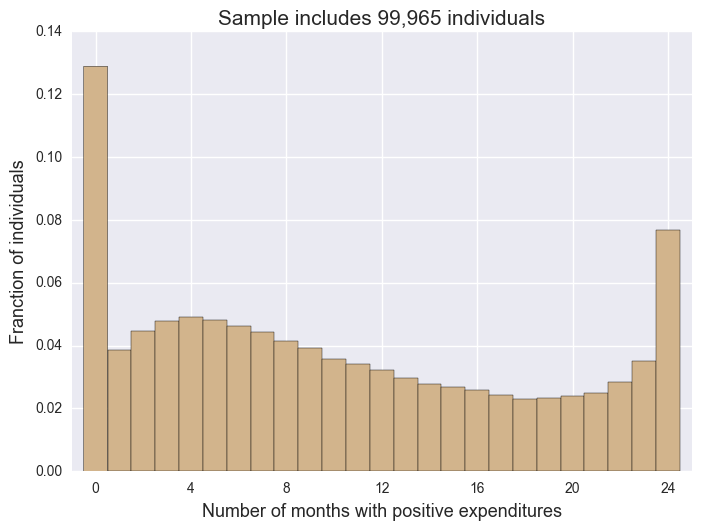 Sample includes 99,965 individuals
0.14
0.12
0.10
0.08
0.06
0.04
0.02
0.00
Franction of individuals
0 4 8 12 16 20 24
Number of months with positive expenditures